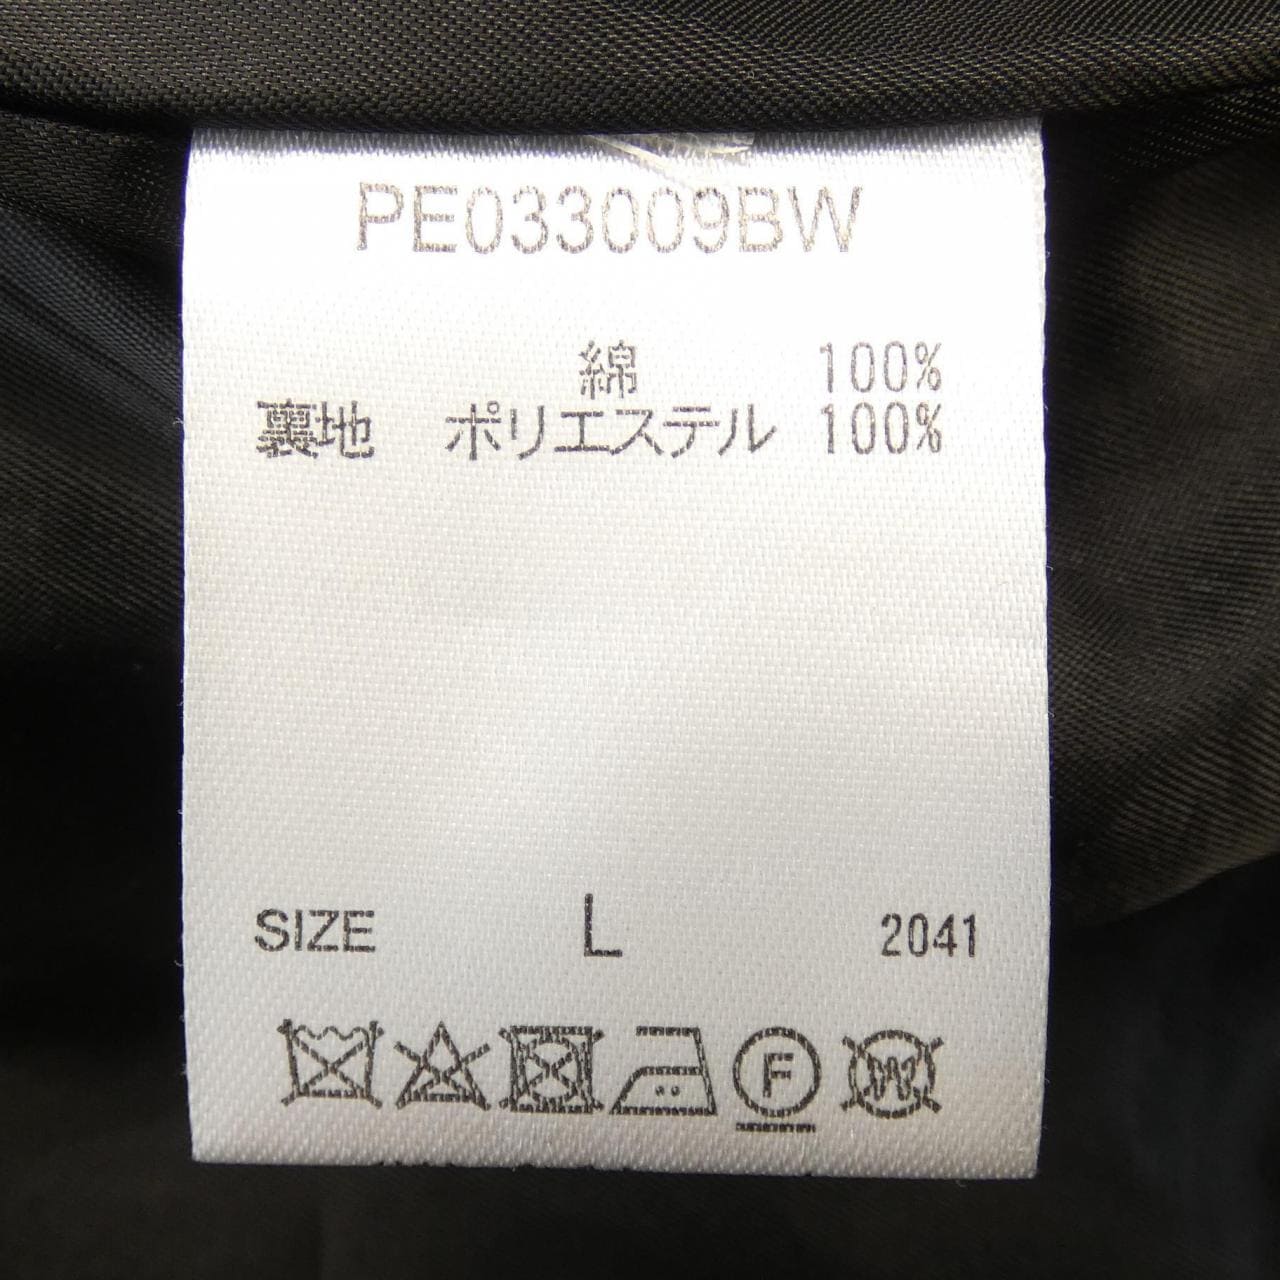 PE033009BW
綿 100%
裏地 ポリエステル 100%
SIZE L 2041
F W